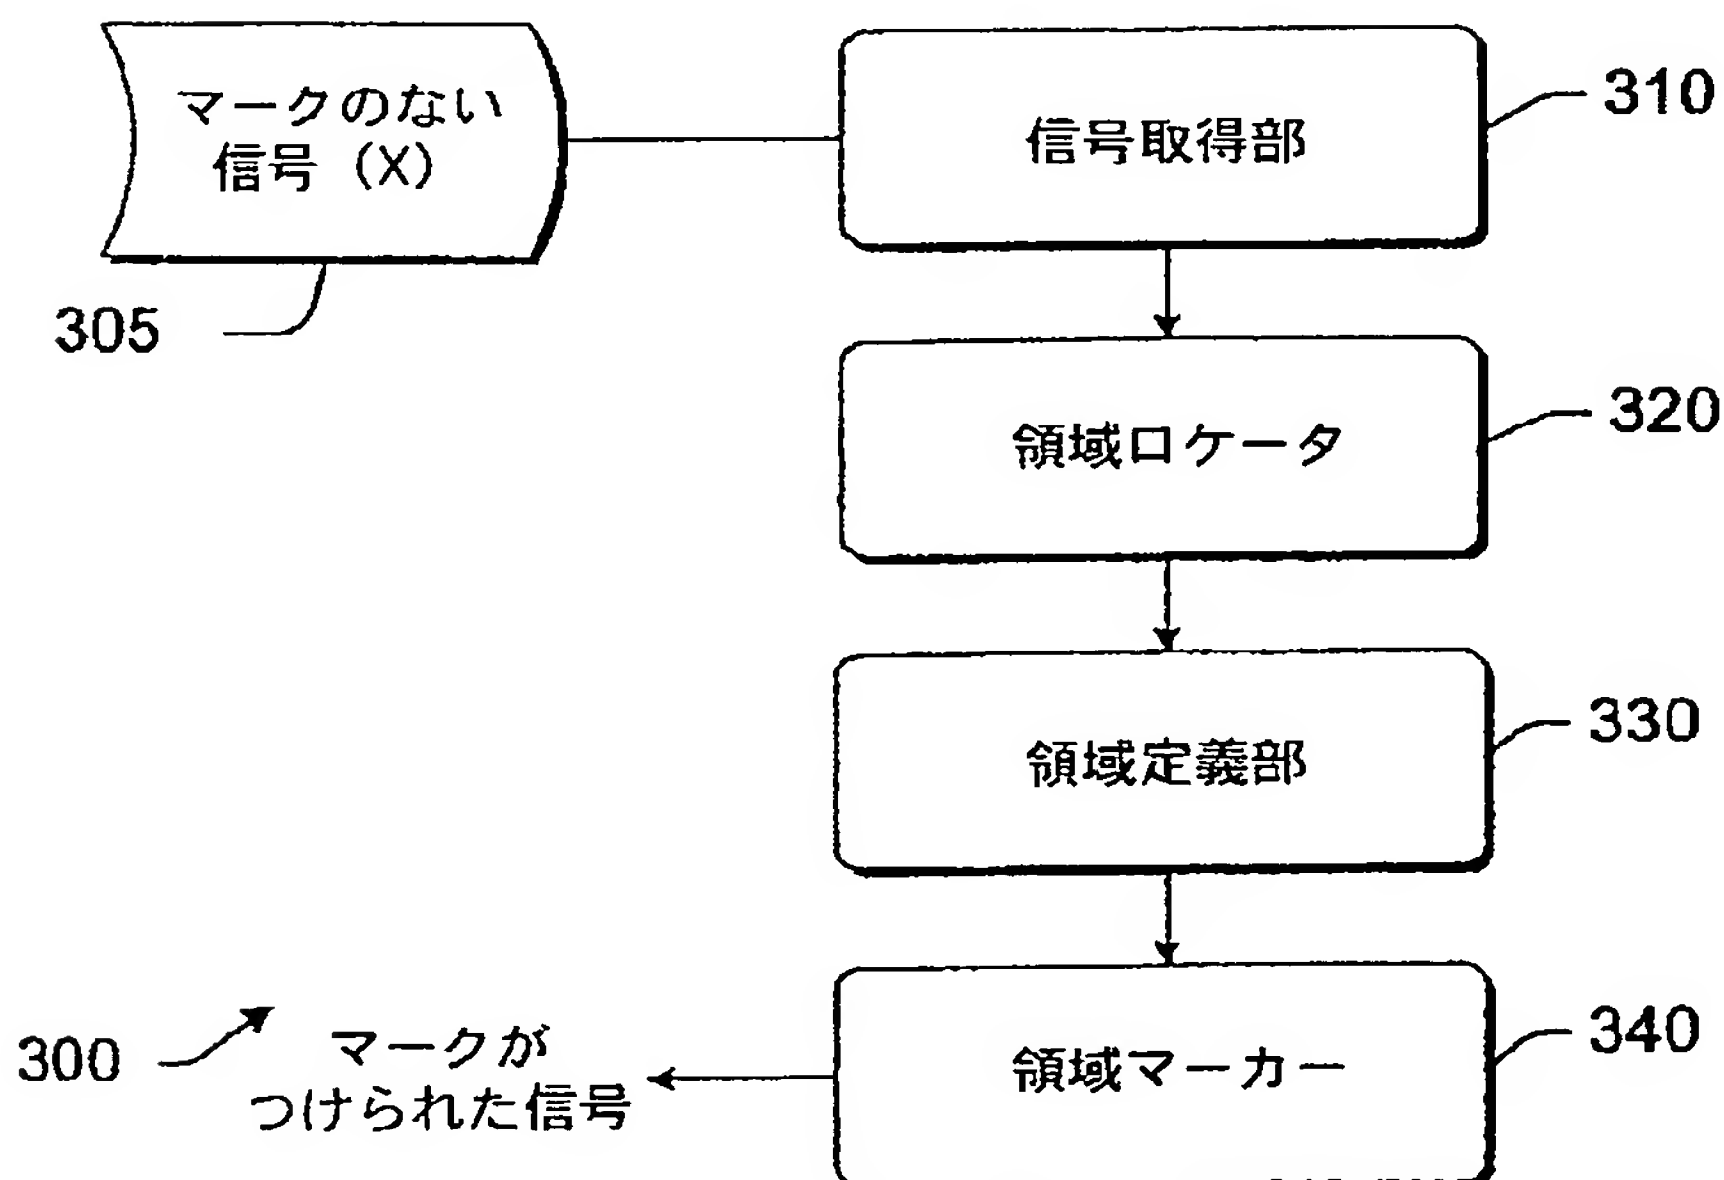 マークのない
信号（X）
305
信号取得部
310
領域ロケータ
320
領域定義部
330
領域マーカー
340
300
マークが
つけられた信号